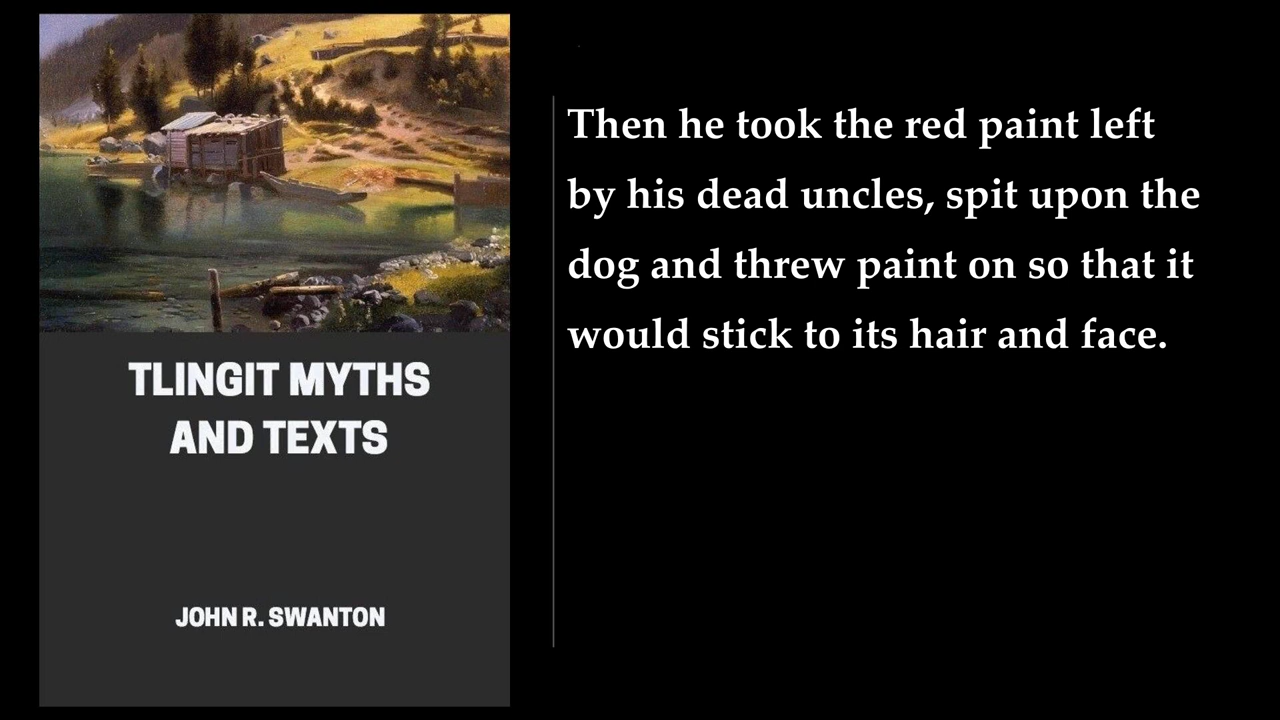 TLINGIT MYTHS
AND TEXTS
JOHN R. SWANTON
Then he took the red paint left
by his dead uncles, spit upon the
dog and threw paint on so that it
would stick to its hair and face.